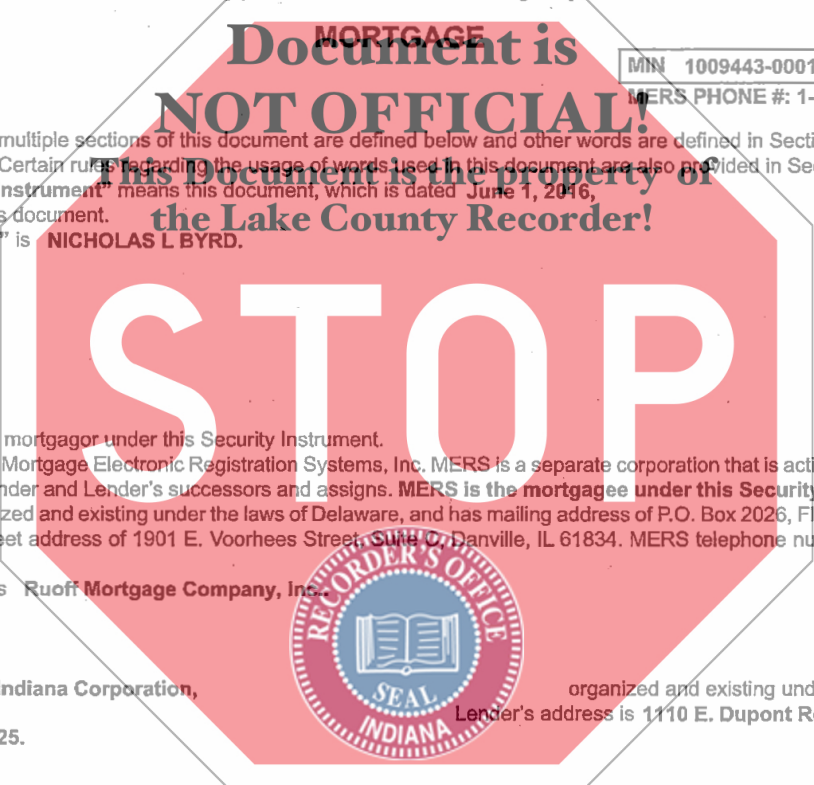 MORTGAGE
Document is
MIN 1009443-0001
NOT OFFICIAL!
MERS PHONE #: 1-
multiple sections of this document are defined below and other words are defined in Secti
Certain rules regarding the usage of words used in this document are also provided in Se
This Document is the property of
nstrument" means this document, which is dated June 1, 2016,
s document.
the Lake County Recorder!
" is NICHOLAS L BYRD.
STOP
mortgagor under this Security Instrument.
Mortgage Electronic Registration Systems, Inc. MERS is a separate corporation that is acti
nder and Lender's successors and assigns. MERS is the mortgagee under this Security
zed and existing under the laws of Delaware, and has mailing address of P.O. Box 2026, Fl
eet address of 1901 E. Voorhees Street, Suite C, Danville, IL 61834. MERS telephone nu
s Ruoff Mortgage Company, Inc..
RECORDER'S OFFICE
SEAL
INDIANA
ndiana Corporation,
organized and existing und
Lender's address is 1110 E. Dupont R
25.